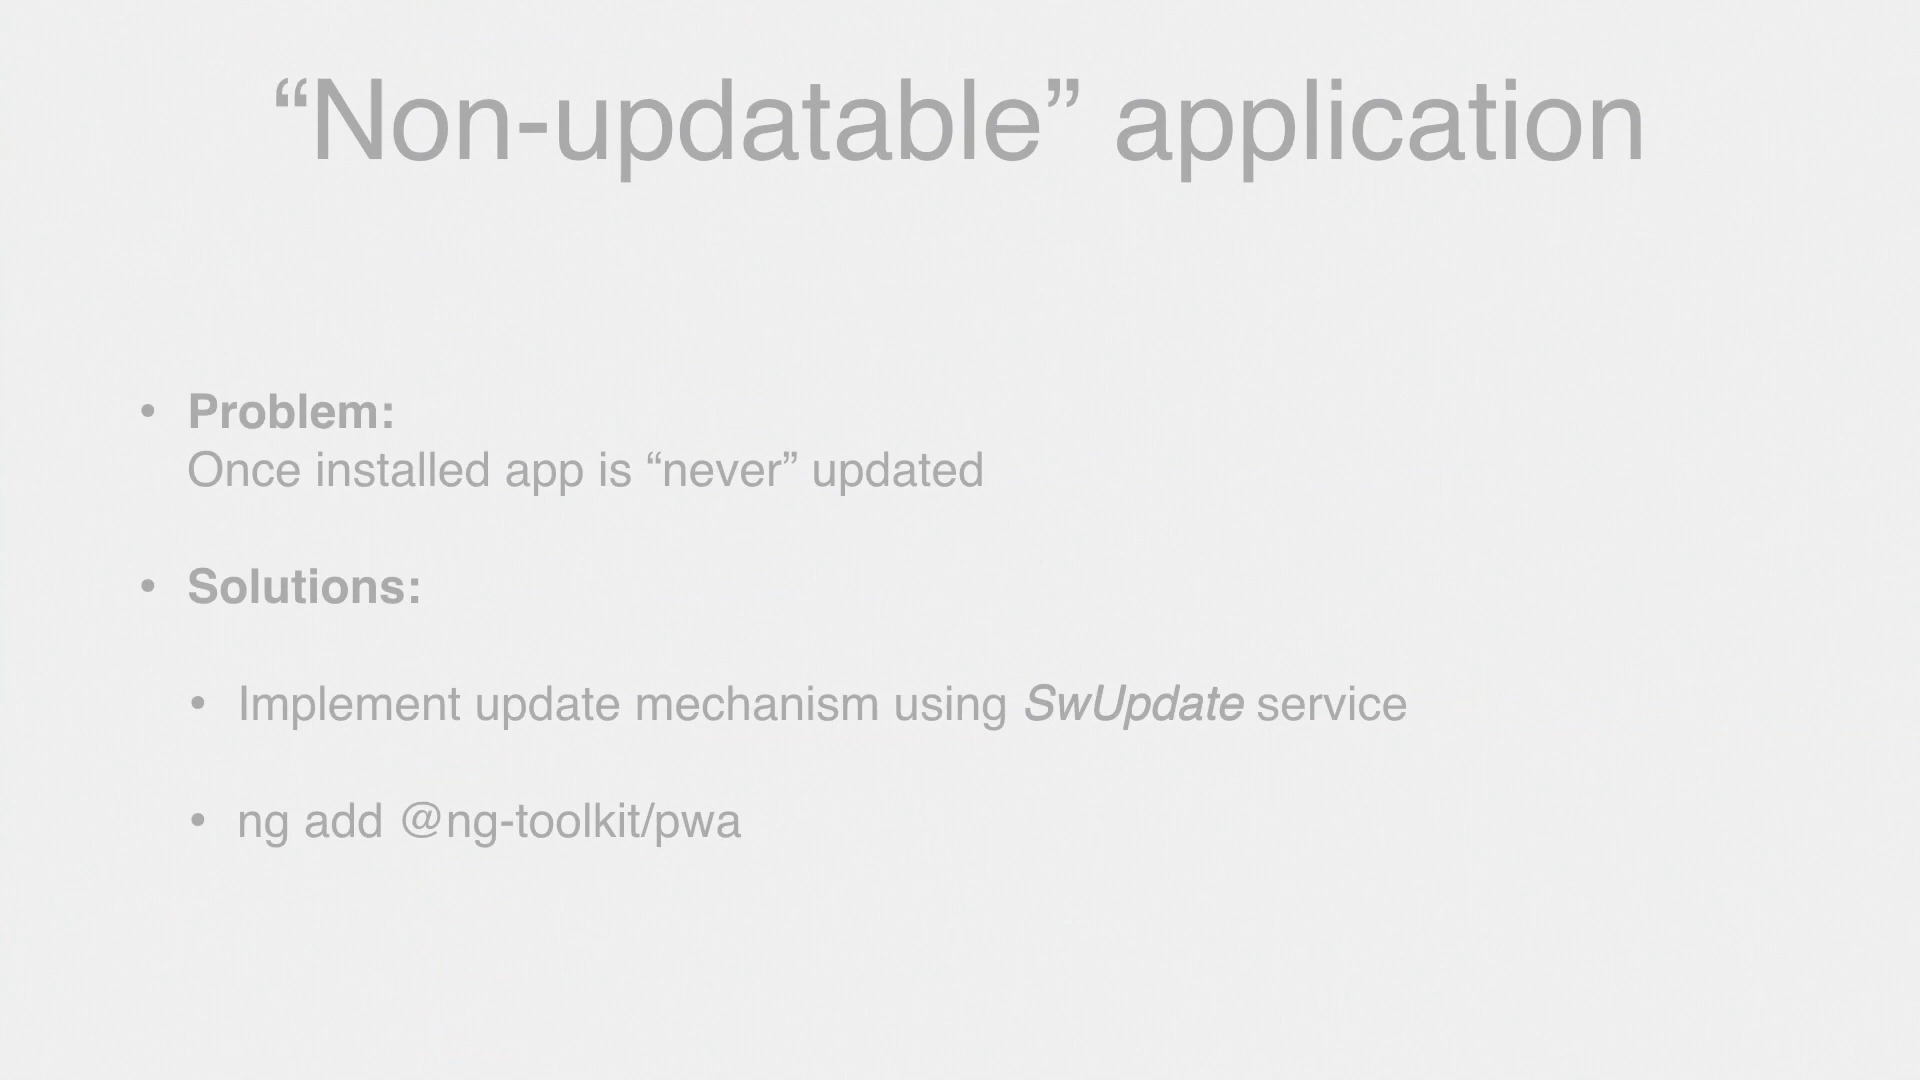 “Non-updatable” application
• Problem:
Once installed app is “never” updated
• Solutions:
• Implement update mechanism using SwUpdate service
• ng add @ng-toolkit/pwa